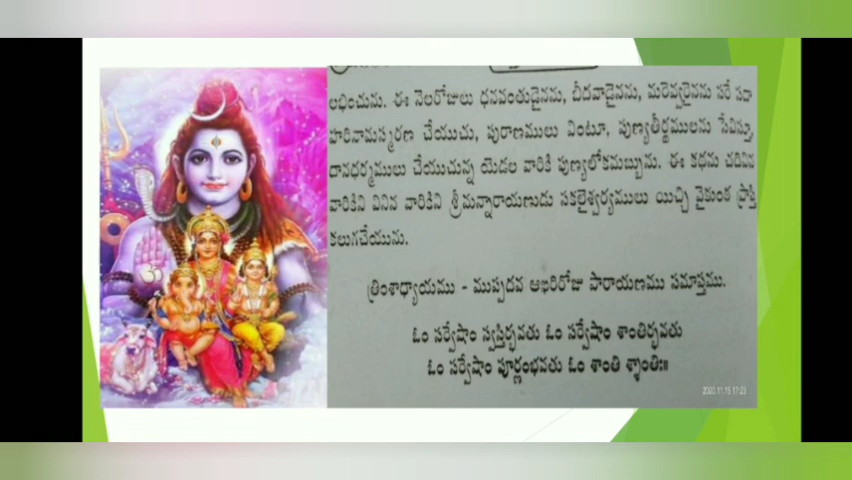 లభించును. ఈ నెలరోజులు ధనవంతుడైనను, బీదవాడైనను, మరెవ్వరైనను సరే సదా
హరినామస్మరణ చేయుచు, పురాణములు వింటూ, పుణ్యతీర్థములను సేవిస్తూ,
దానధర్మములు చేయుచున్న యెడల వారికి పుణ్యలోకమబ్బును. ఈ కథను చదివిన
వారికిని వినిన వారికిని శ్రీమన్నారాయణుడు సకలైశ్వర్యములు యిచ్చి వైకుంఠ ప్రాప్తి
కలుగచేయును.
త్రింశాధ్యాయము - ముప్పదవ ఆఖరిరోజు పారాయణము సమాప్తము.
ఓం సర్వేషాం స్వస్తిర్భవతు ఓం సర్వేషాం శాంతిర్భవతు
ఓం సర్వేషాం పూర్ణంభవతు ఓం శాంతి శ్శాంతిః॥
2020.11.15 17:23